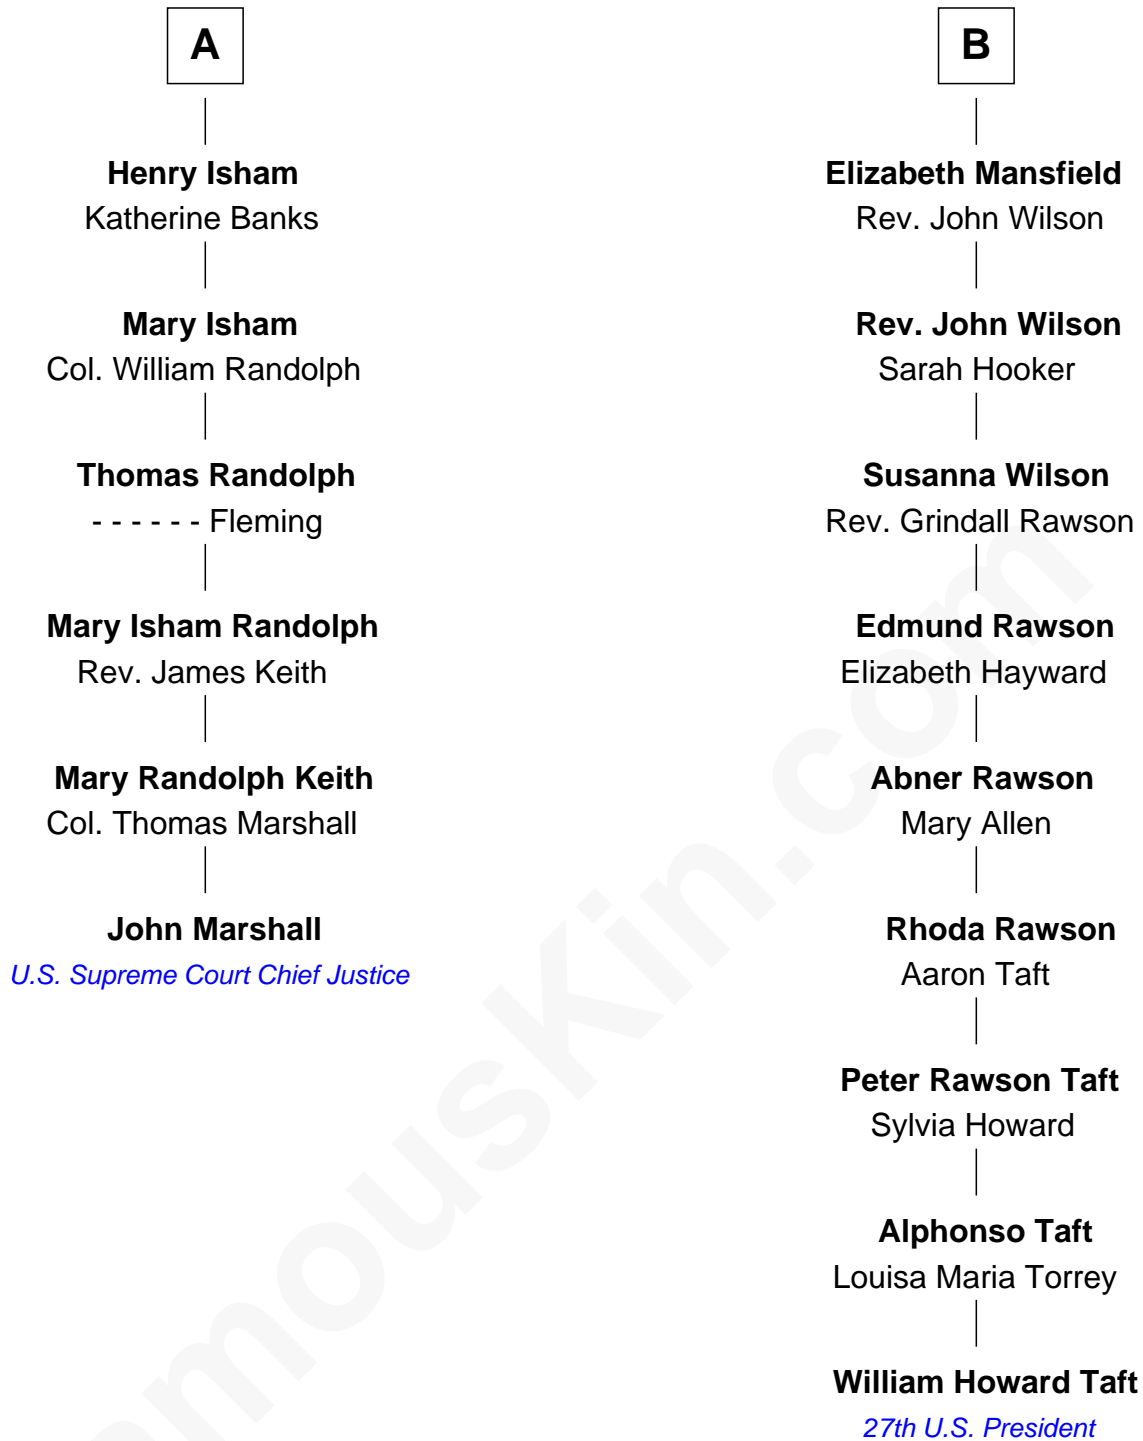 A
Henry Isham
Katherine Banks
Mary Isham
Col. William Randolph
Thomas Randolph
- - - - - - Fleming
Mary Isham Randolph
Rev. James Keith
Mary Randolph Keith
Col. Thomas Marshall
John Marshall
U.S. Supreme Court Chief Justice
B
Elizabeth Mansfield
Rev. John Wilson
Rev. John Wilson
Sarah Hooker
Susanna Wilson
Rev. Grindall Rawson
Edmund Rawson
Elizabeth Hayward
Abner Rawson
Mary Allen
Rhoda Rawson
Aaron Taft
Peter Rawson Taft
Sylvia Howard
Alphonso Taft
Louisa Maria Torrey
William Howard Taft
27th U.S. President
mouskin.com